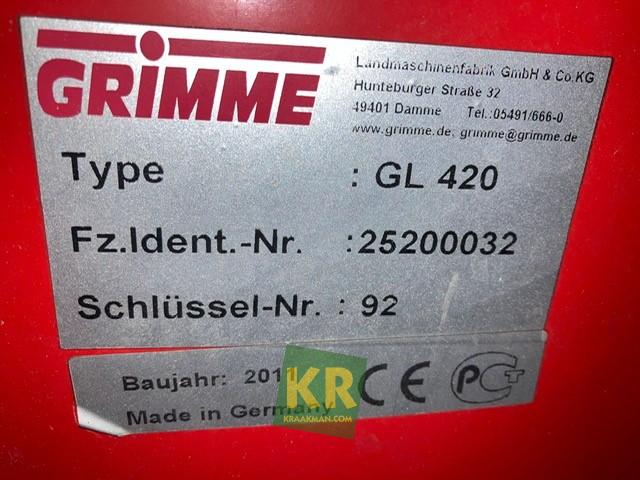 GRIMME
Landmaschinenfabrik GmbH & Co.KG
Hunteburger Straße 32
49401 Damme Tel.:05491/666-0
www.grimme.de, grimme@grimme.de
Type : GL 420
Fz.Ident.-Nr. :25200032
Schlüssel-Nr. : 92
Baujahr: 2011
Made in Germany
KR
KRAAKMAN.COM
CE
PCT